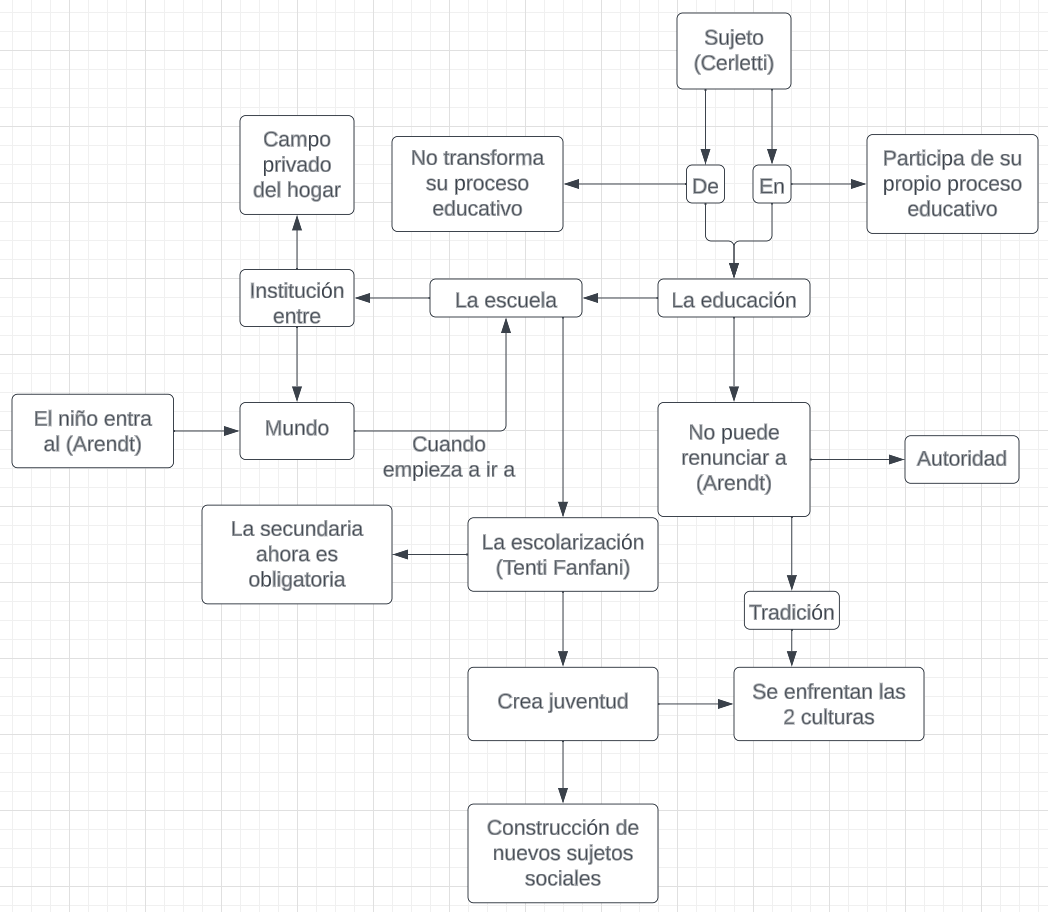 Sujeto
(Cerletti)
Campo
privado
del hogar
No transforma
su proceso
educativo
De
En
Participa de su
propio proceso
educativo
Institución
entre
La escuela
La educación
El niño entra
al (Arendt)
Mundo
Cuando
empieza a ir a
No puede
renunciar a
(Arendt)
Autoridad
La secundaria
ahora es
obligatoria
La escolarización
(Tenti Fanfani)
Tradición
Crea juventud
Se enfrentan las
2 culturas
Construcción de
nuevos sujetos
sociales